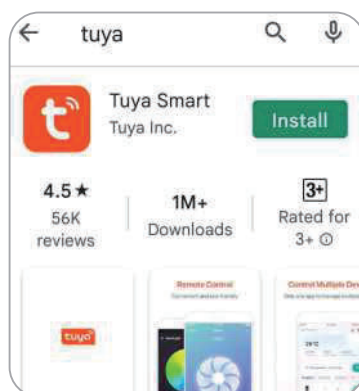 tuya
Tuya Smart
Tuya Inc.
Install
4.5★
56K
reviews
1M+
Downloads
3+
Rated for
3+
Remote Control
Control Multiple Dev
tuya